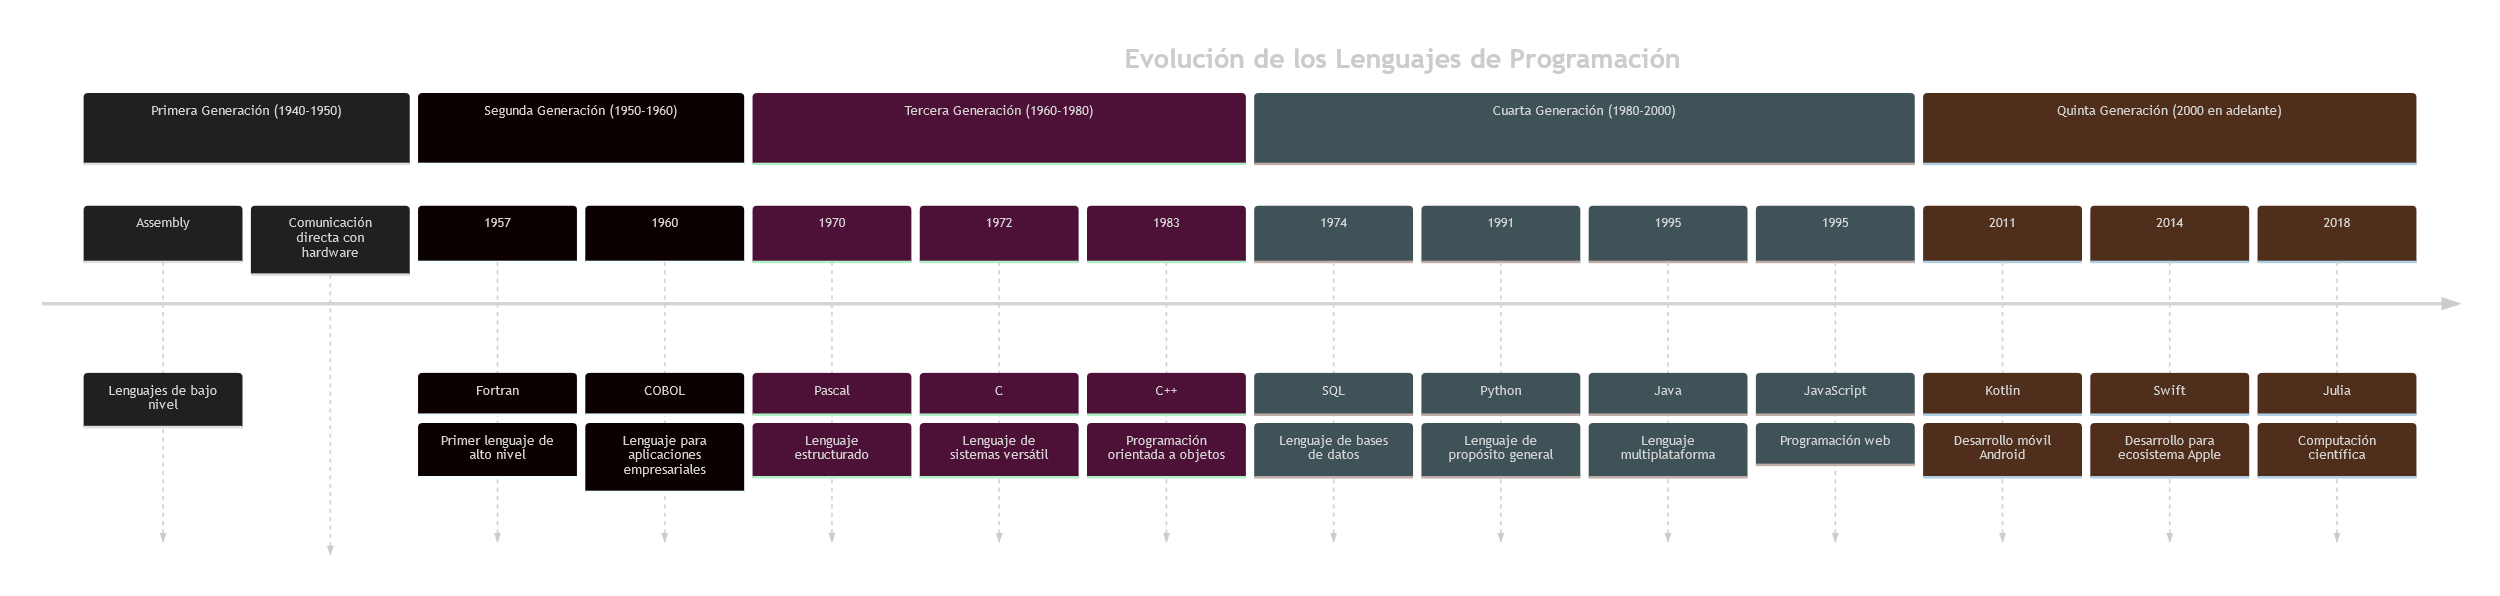 Evolución de los Lenguajes de Programación
Primera Generación (1940-1950)
Segunda Generación (1950-1960)
Tercera Generación (1960-1980)
Cuarta Generación (1980-2000)
Quinta Generación (2000 en adelante)
Assembly
Comunicación
directa con
hardware
1957
1960
1970
1972
1983
1974
1991
1995
1995
2011
2014
2018
Lenguajes de bajo
nivel
Fortran
COBOL
Pascal
C
C++
SQL
Python
Java
JavaScript
Kotlin
Swift
Julia
Primer lenguaje de
alto nivel
Lenguaje para
aplicaciones
empresariales
Lenguaje
estructurado
Lenguaje de
sistemas versátil
Programación
orientada a objetos
Lenguaje de bases
de datos
Lenguaje de
propósito general
Lenguaje
multiplataforma
Programación web
Desarrollo móvil
Android
Desarrollo para
ecosistema Apple
Computación
científica